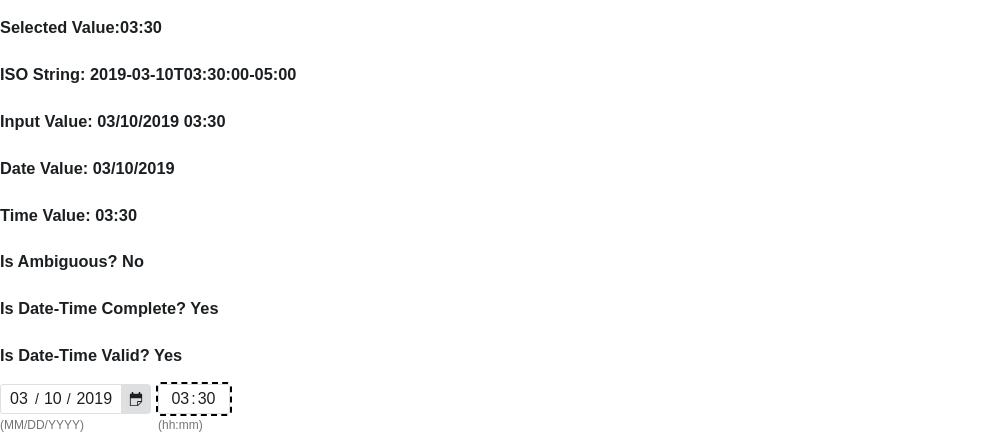 Selected Value:03:30
ISO String: 2019-03-10T03:30:00-05:00
Input Value: 03/10/2019 03:30
Date Value: 03/10/2019
Time Value: 03:30
Is Ambiguous? No
Is Date-Time Complete? Yes
Is Date-Time Valid? Yes
03 / 10 / 2019 03:30
(MM/DD/YYYY) (hh:mm)